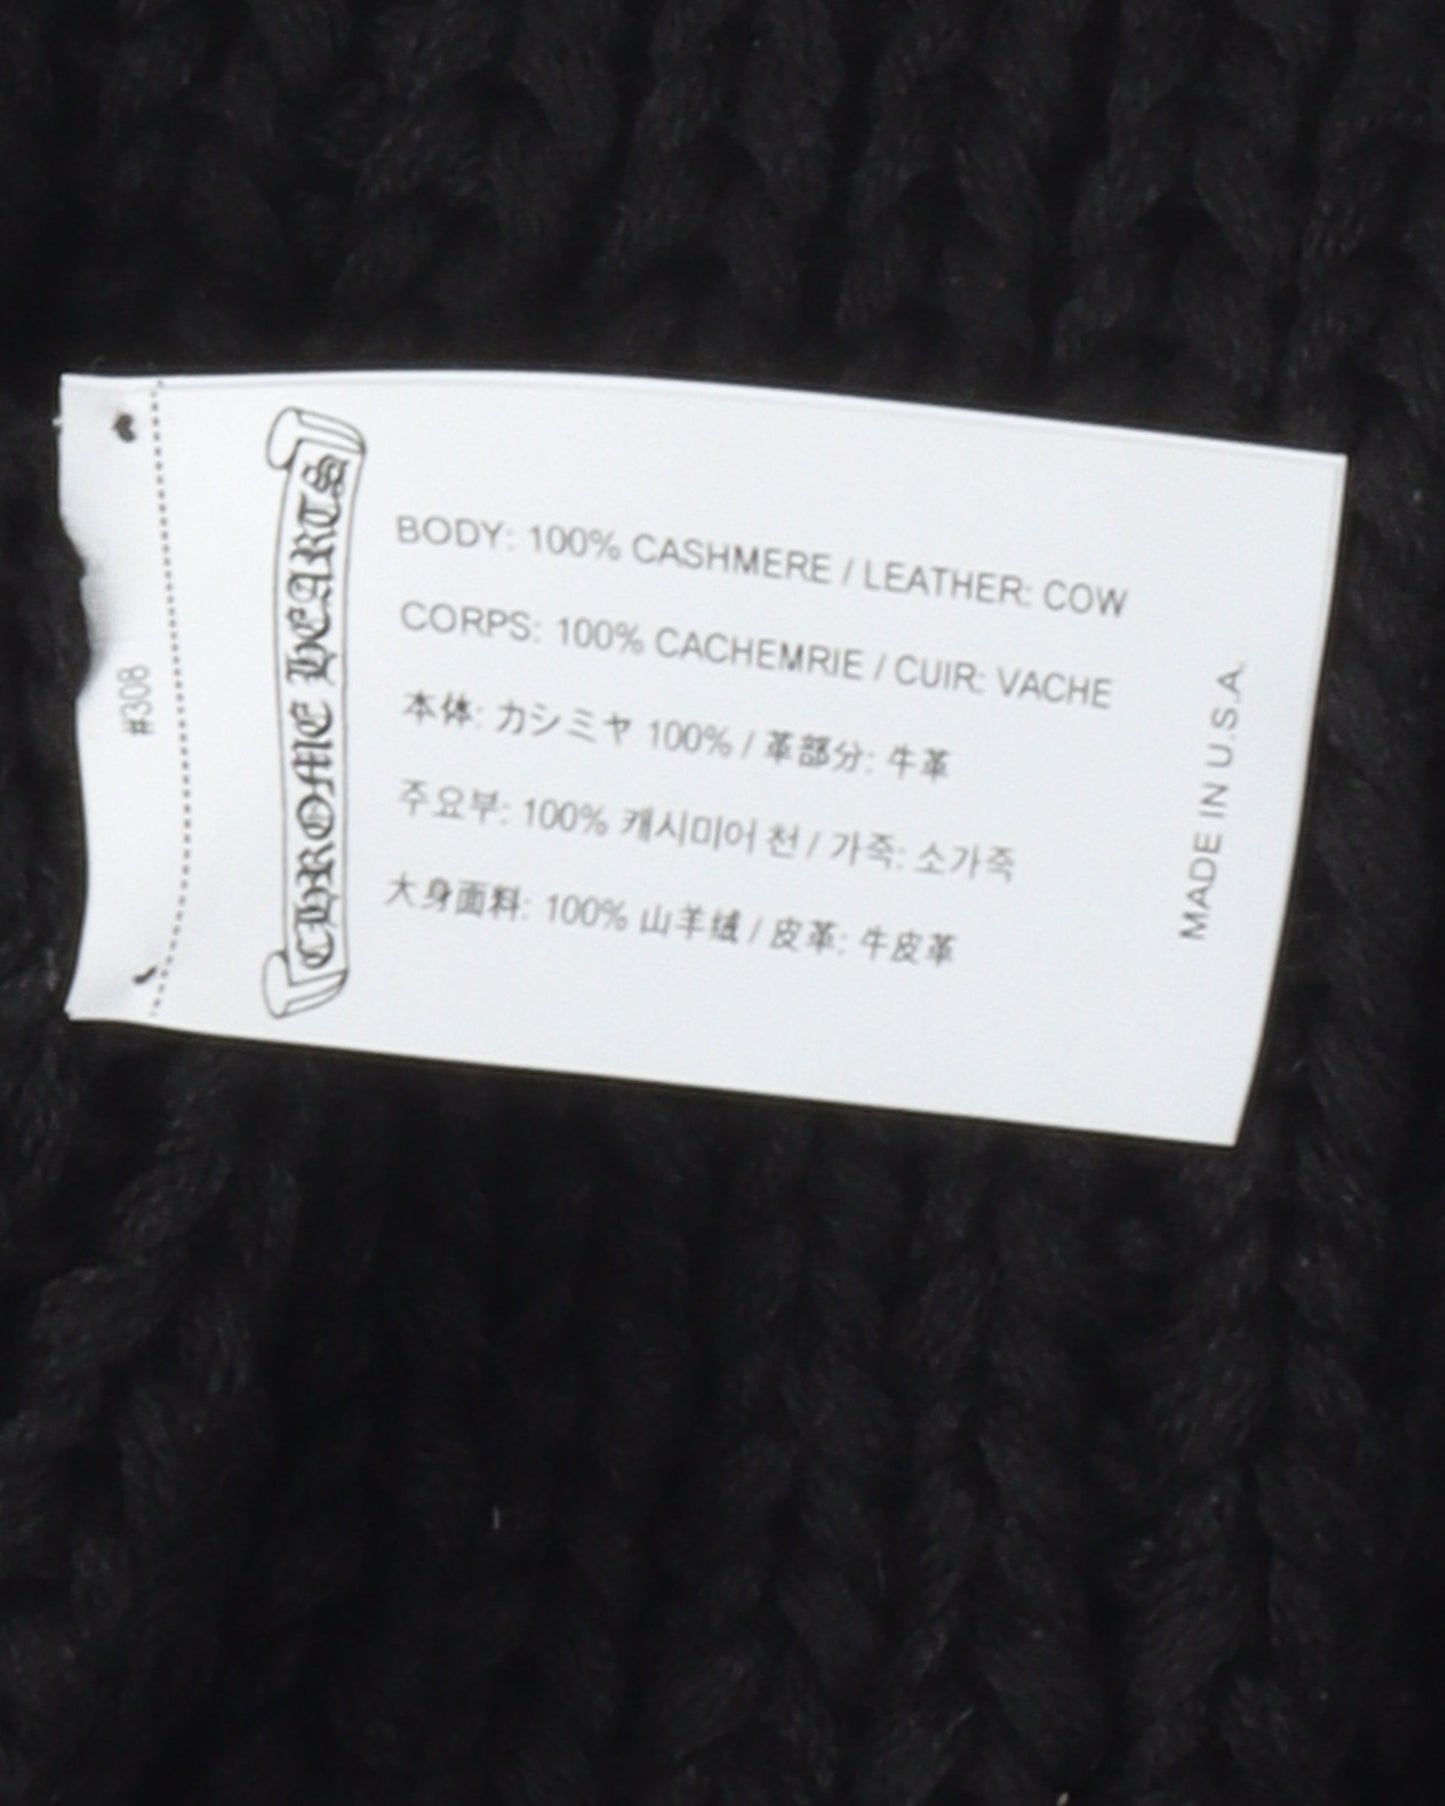 #308
CHROME HEARTS
BODY: 100% CASHMERE / LEATHER: COW
CORPS: 100% CACHEMRIE / CUIR: VACHE
本体: カシミヤ 100% / 革部分: 牛革
주요부: 100% 캐시미어 천 / 가죽: 소가죽
大身面料: 100% 山羊绒 / 皮革: 牛皮革
MADE IN U.S.A.